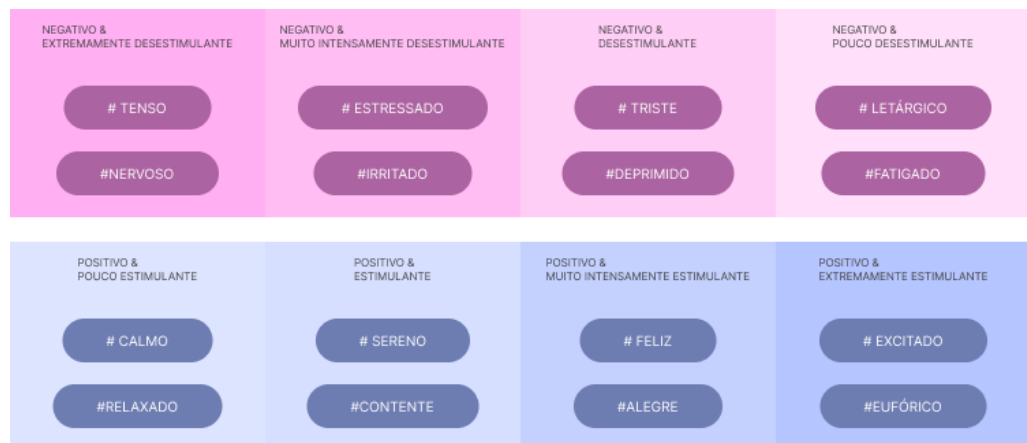 NEGATIVO &
EXTREMAMENTE DESESTIMULANTE
NEGATIVO &
MUITO INTENSAMENTE DESESTIMULANTE
NEGATIVO &
DESESTIMULANTE
NEGATIVO &
POUCO DESESTIMULANTE
# TENSO
# ESTRESSADO
# TRISTE
# LETÁRGICO
#NERVOSO
#IRRITADO
#DEPRIMIDO
#FATIGADO
POSITIVO &
POUCO ESTIMULANTE
POSITIVO &
ESTIMULANTE
POSITIVO &
MUITO INTENSAMENTE ESTIMULANTE
POSITIVO &
EXTREMAMENTE ESTIMULANTE
# CALMO
# SERENO
# FELIZ
# EXCITADO
#RELAXADO
#CONTENTE
#ALEGRE
#EUFÓRICO